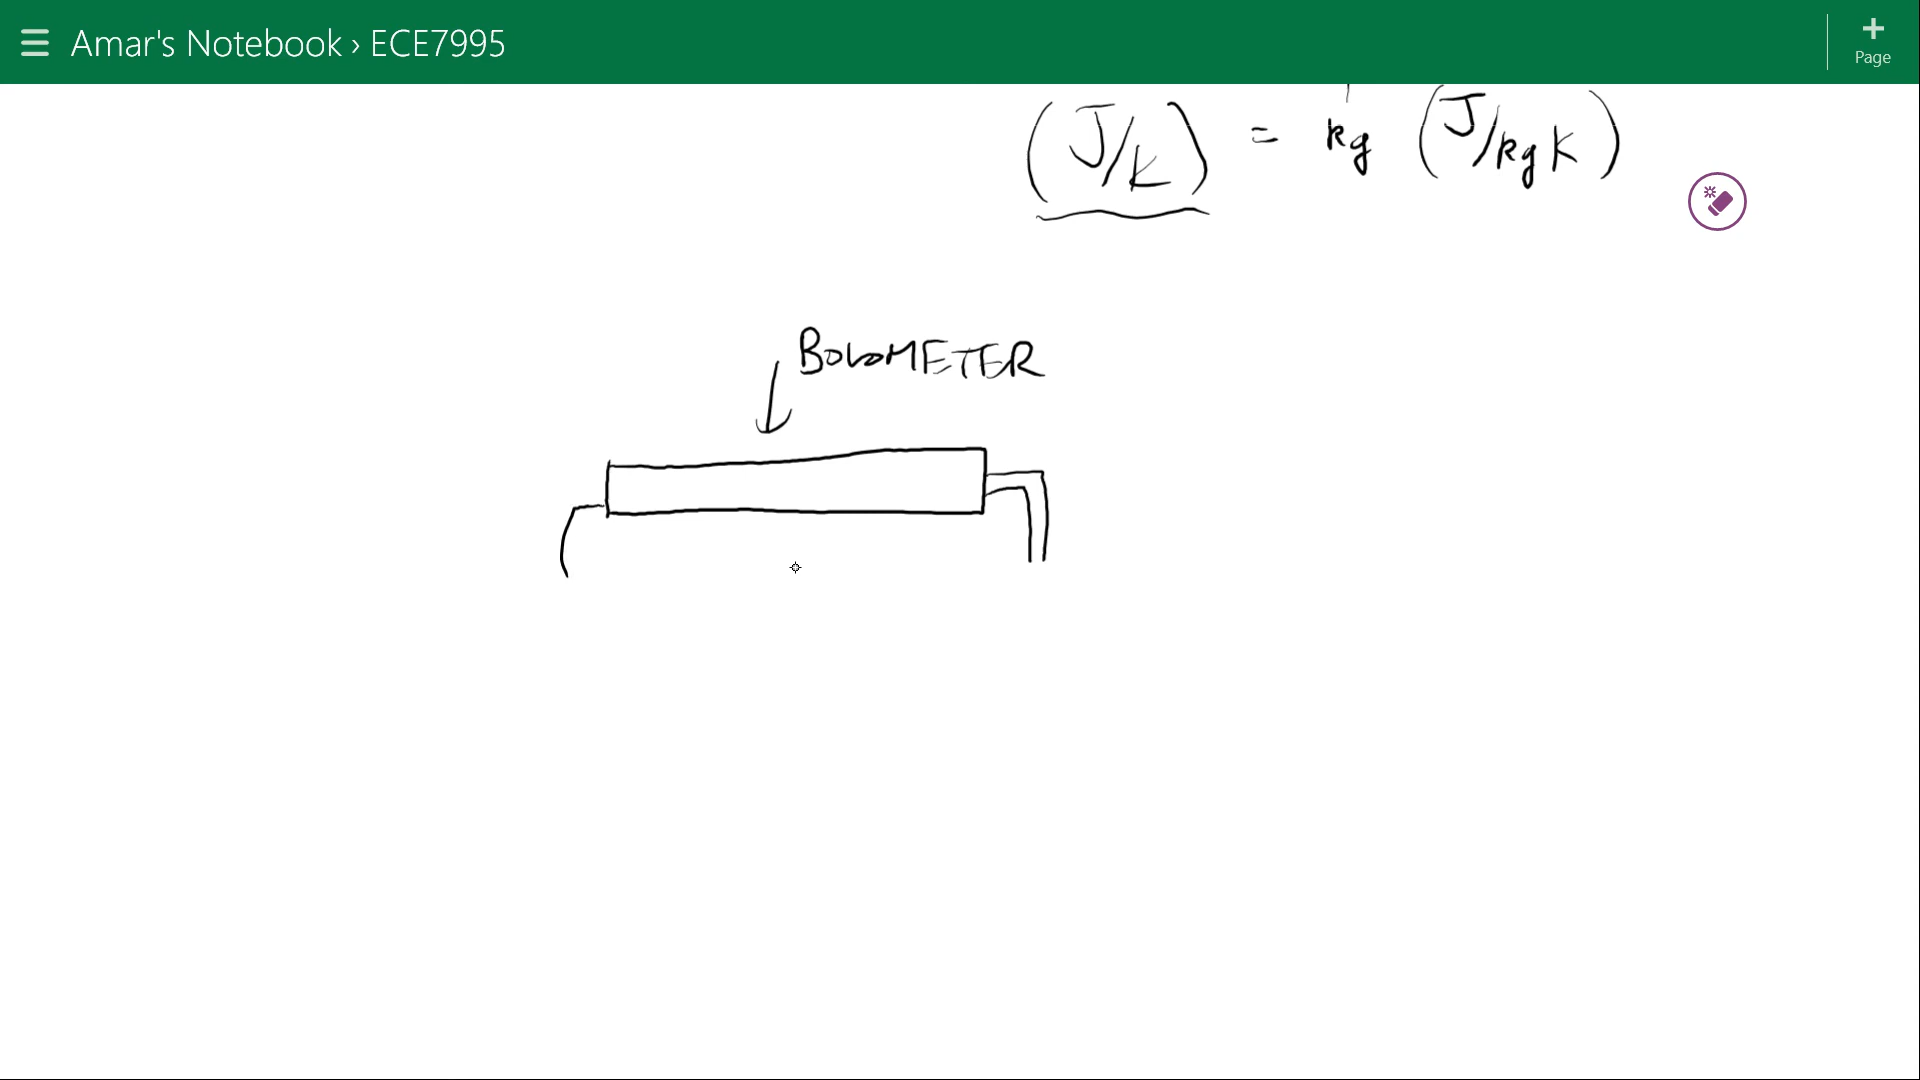 Amar's Notebook › ECE7995
+
Page
(J/K) = kg (J/kg K)
BOLOMETER